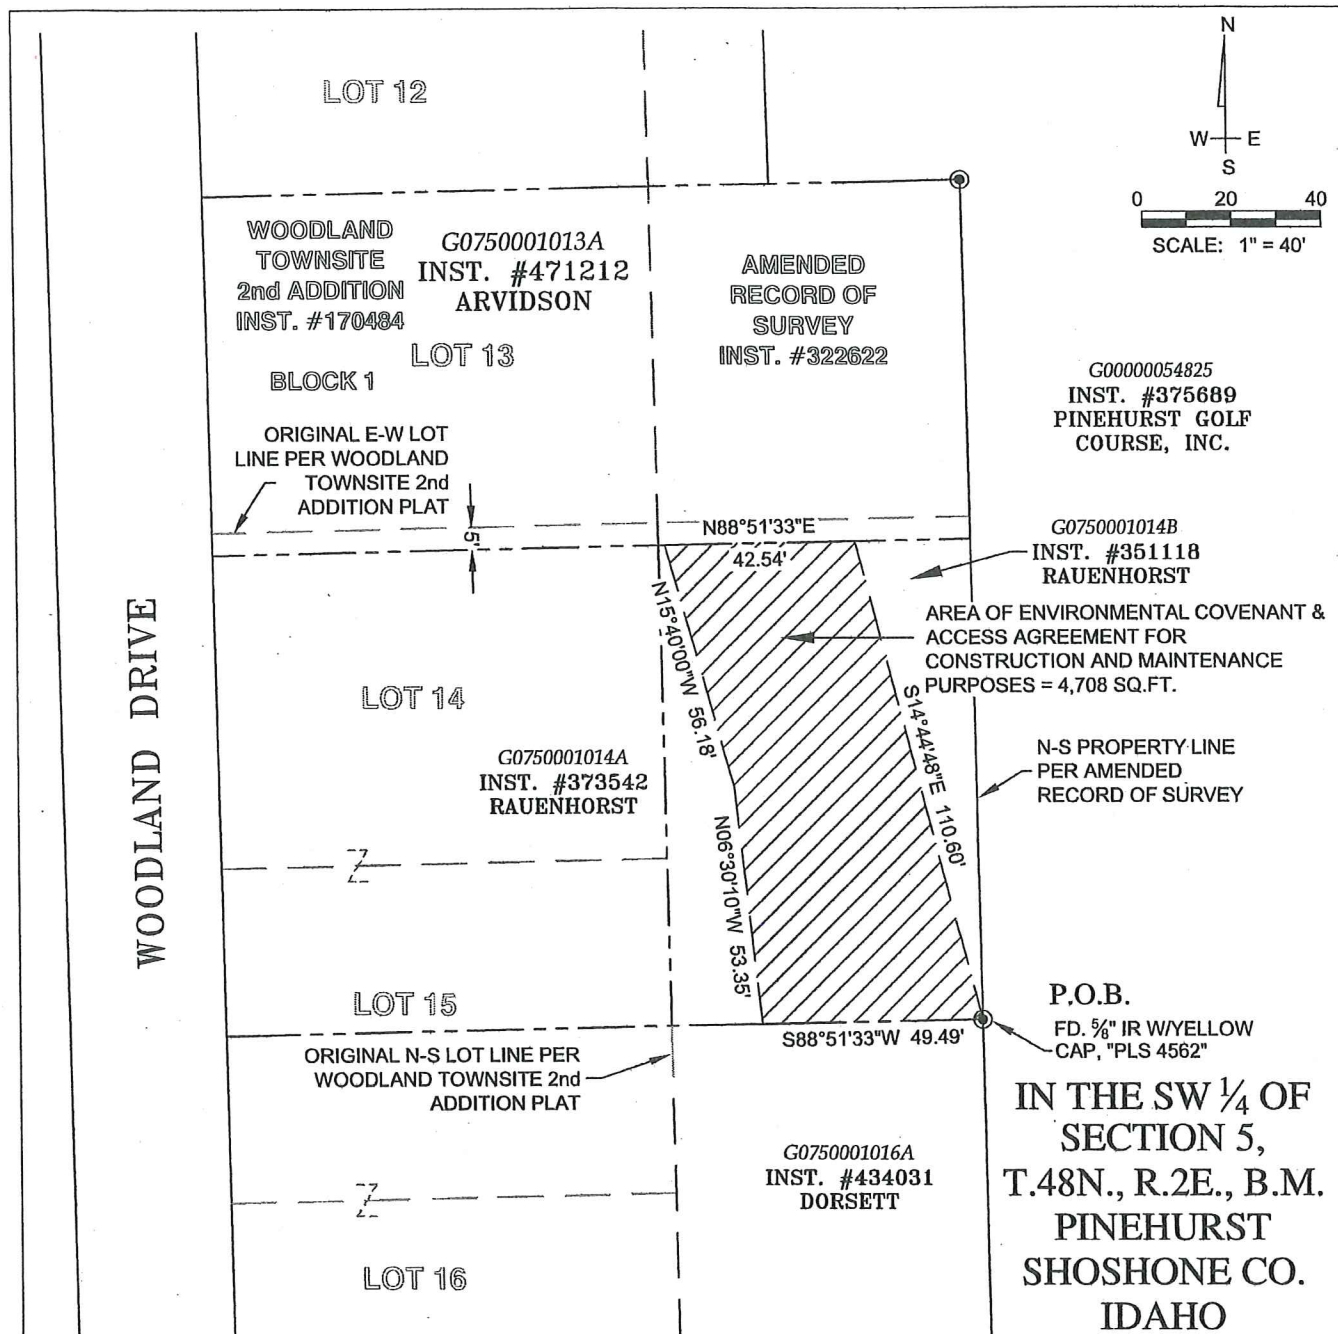 LOT 12
N
W
E
S
0 20 40
SCALE: 1" = 40'
WOODLAND
TOWNSITE
2nd ADDITION
INST. #170484
BLOCK 1
G0750001013A
INST. #471212
ARVIDSON
LOT 13
AMENDED
RECORD OF
SURVEY
INST. #322622
G00000054825
INST. #375689
PINEHURST GOLF
COURSE, INC.
ORIGINAL E-W LOT
LINE PER WOODLAND
TOWNSITE 2nd
ADDITION PLAT
5'
N88°51'33"E
42.54'
G0750001014B
INST. #351118
RAUENHORST
AREA OF ENVIRONMENTAL COVENANT &
ACCESS AGREEMENT FOR
CONSTRUCTION AND MAINTENANCE
PURPOSES = 4,708 SQ.FT.
WOODLAND DRIVE
LOT 14
N15°40'00"W 56.18'
S14°44'48"E 110.60'
G0750001014A
INST. #373542
RAUENHORST
N-S PROPERTY LINE
PER AMENDED
RECORD OF SURVEY
N06°30'10"W 53.35'
Z
LOT 15
S88°51'33"W 49.49'
P.O.B.
FD. ⅝" IR W/YELLOW
CAP, "PLS 4562"
ORIGINAL N-S LOT LINE PER
WOODLAND TOWNSITE 2nd
ADDITION PLAT
IN THE SW ¼ OF
SECTION 5,
T.48N., R.2E., B.M.
PINEHURST
SHOSHONE CO.
IDAHO
G0750001016A
INST. #434031
DORSETT
Z
LOT 16